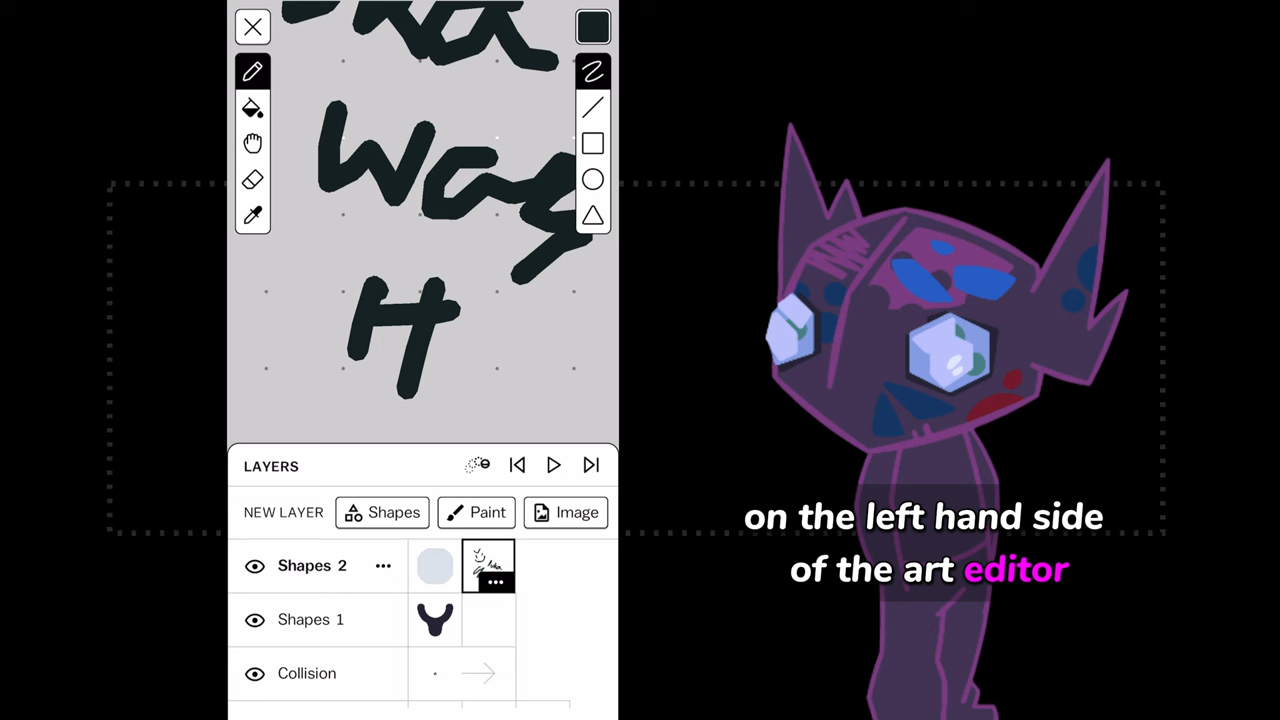 Way
H
LAYERS
NEW LAYER Shapes Paint Image
Shapes 2
Shapes 1
Collision
on the left hand side
of the art editor